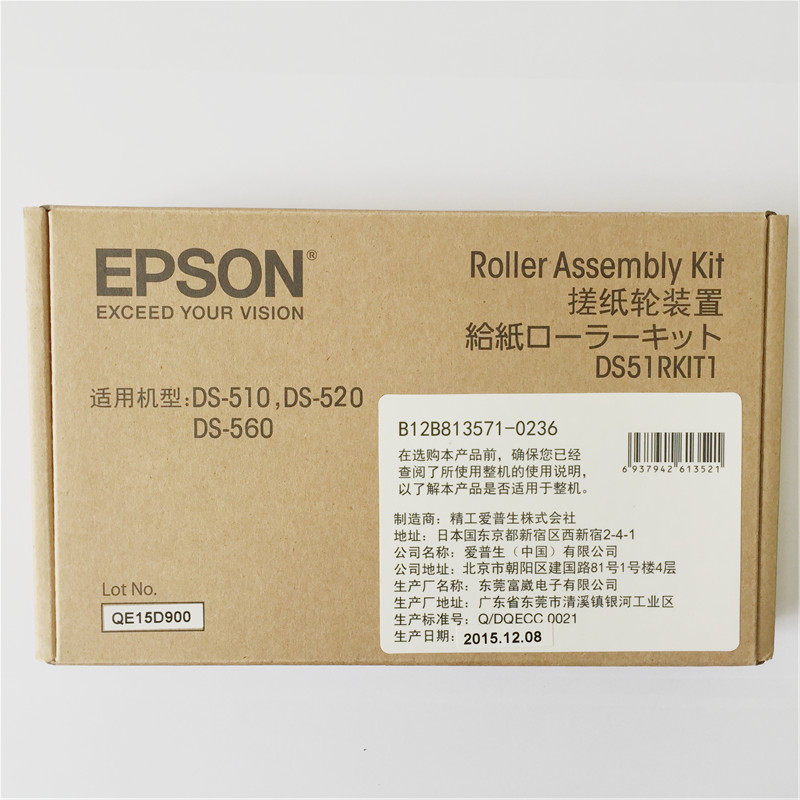 EPSON®
EXCEED YOUR VISION
Roller Assembly Kit
搓纸轮装置
給紙ローラーキット
DS51RKIT1
适用机型:DS-510,DS-520
DS-560
B12B813571-0236
在选购本产品前，确保您已经
查阅了所使用整机的使用说明，
以了解本产品是否适用于整机。
6 937942 613521
制造商：精工爱普生株式会社
地址：日本国东京都新宿区西新宿2-4-1
公司名称：爱普生（中国）有限公司
公司地址：北京市朝阳区建国路81号1号楼4层
生产厂名称：东莞富崴电子有限公司
生产厂地址：广东省东莞市清溪镇银河工业区
生产标准号：Q/DQECC 0021
生产日期：2015.12.08
Lot No.
QE15D900